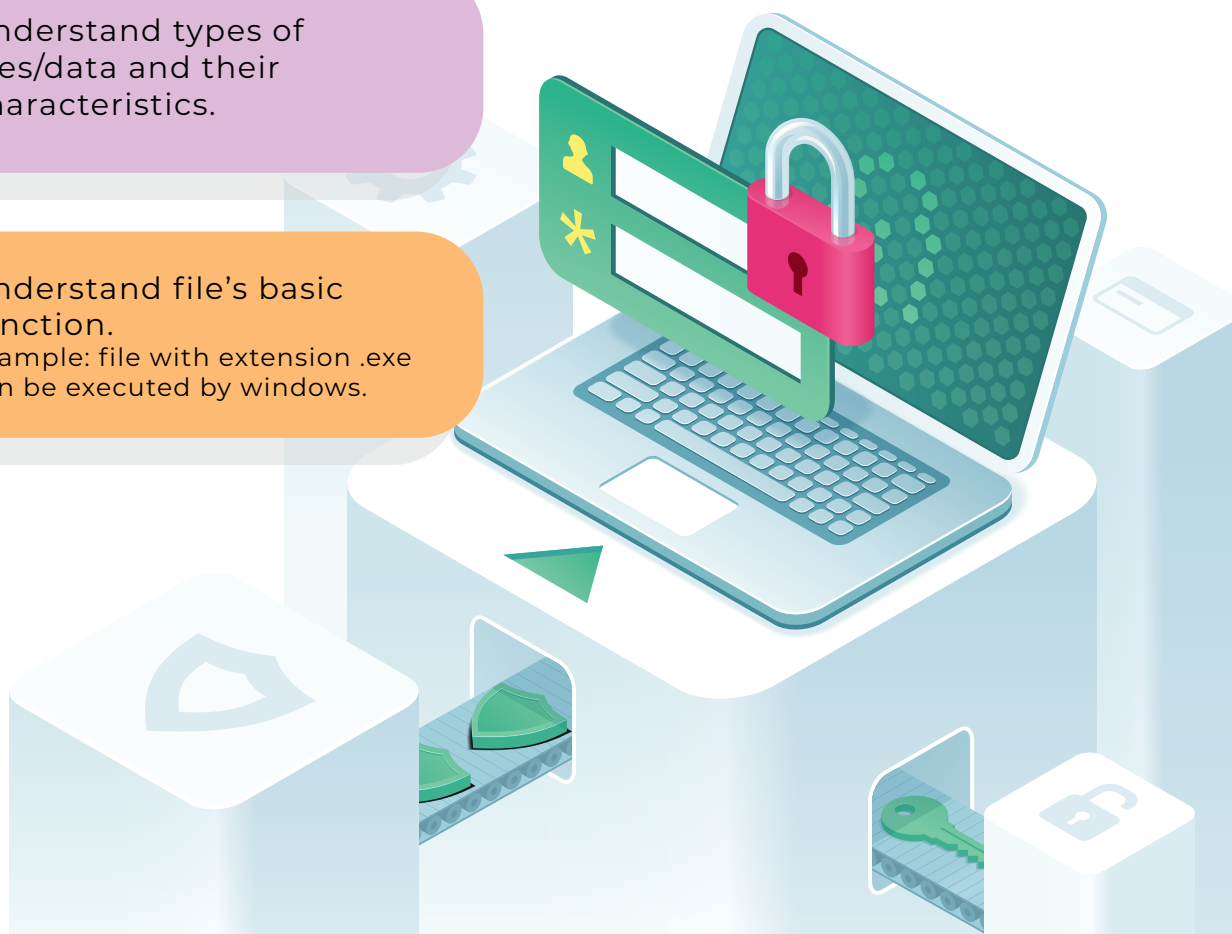 nderstand types of
es/data and their
haracteristics.
nderstand file's basic
nction.
ample: file with extension .exe
n be executed by windows.